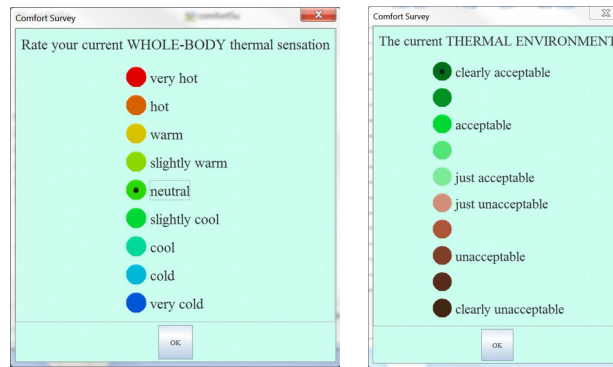 Comfort Survey
Rate your current WHOLE-BODY thermal sensation
very hot
hot
warm
slightly warm
neutral
slightly cool
cool
cold
very cold
OK
Comfort Survey
The current THERMAL ENVIRONMENT
clearly acceptable
acceptable
just acceptable
just unacceptable
unacceptable
clearly unacceptable
OK